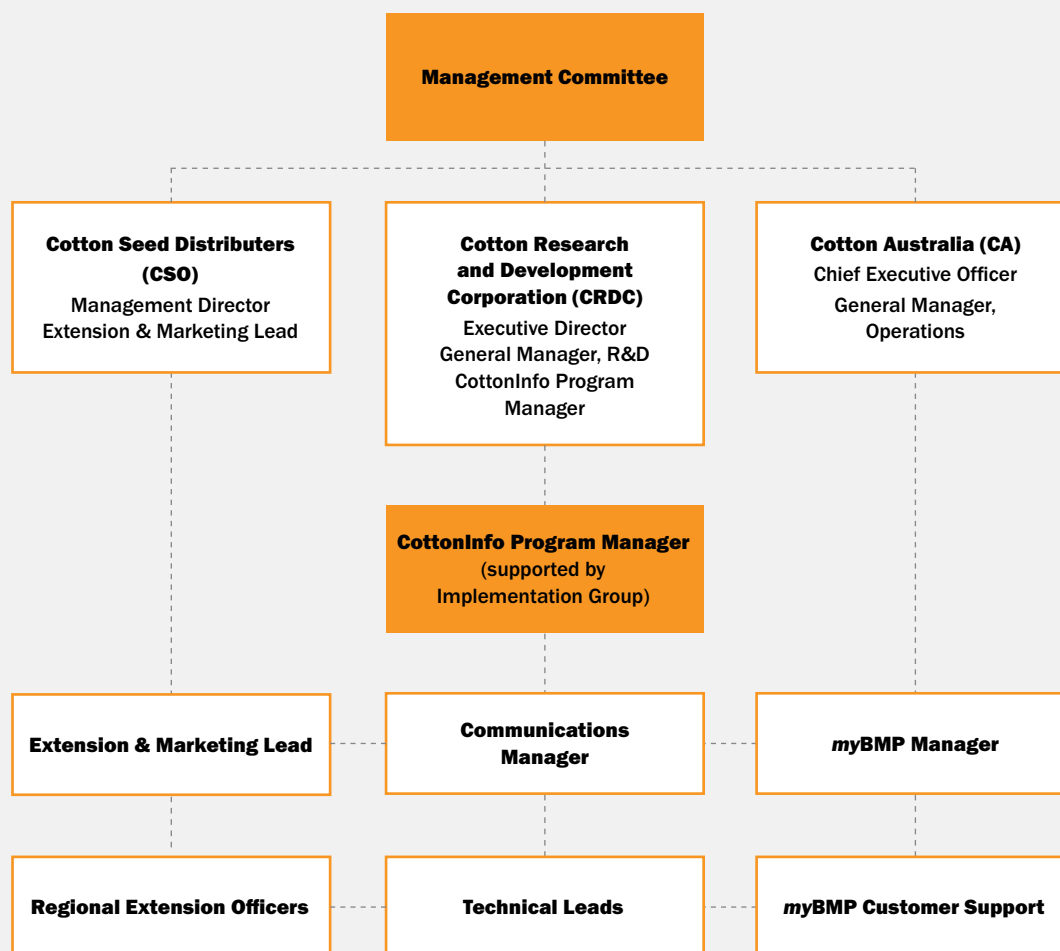 Management Committee
Cotton Seed Distributers
(CSO)
Management Director
Extension & Marketing Lead
Cotton Research
and Development
Corporation (CRDC)
Executive Director
General Manager, R&D
CottonInfo Program
Manager
Cotton Australia (CA)
Chief Executive Officer
General Manager,
Operations
CottonInfo Program Manager
(supported by
Implementation Group)
Extension & Marketing Lead
Communications
Manager
myBMP Manager
Regional Extension Officers
Technical Leads
myBMP Customer Support